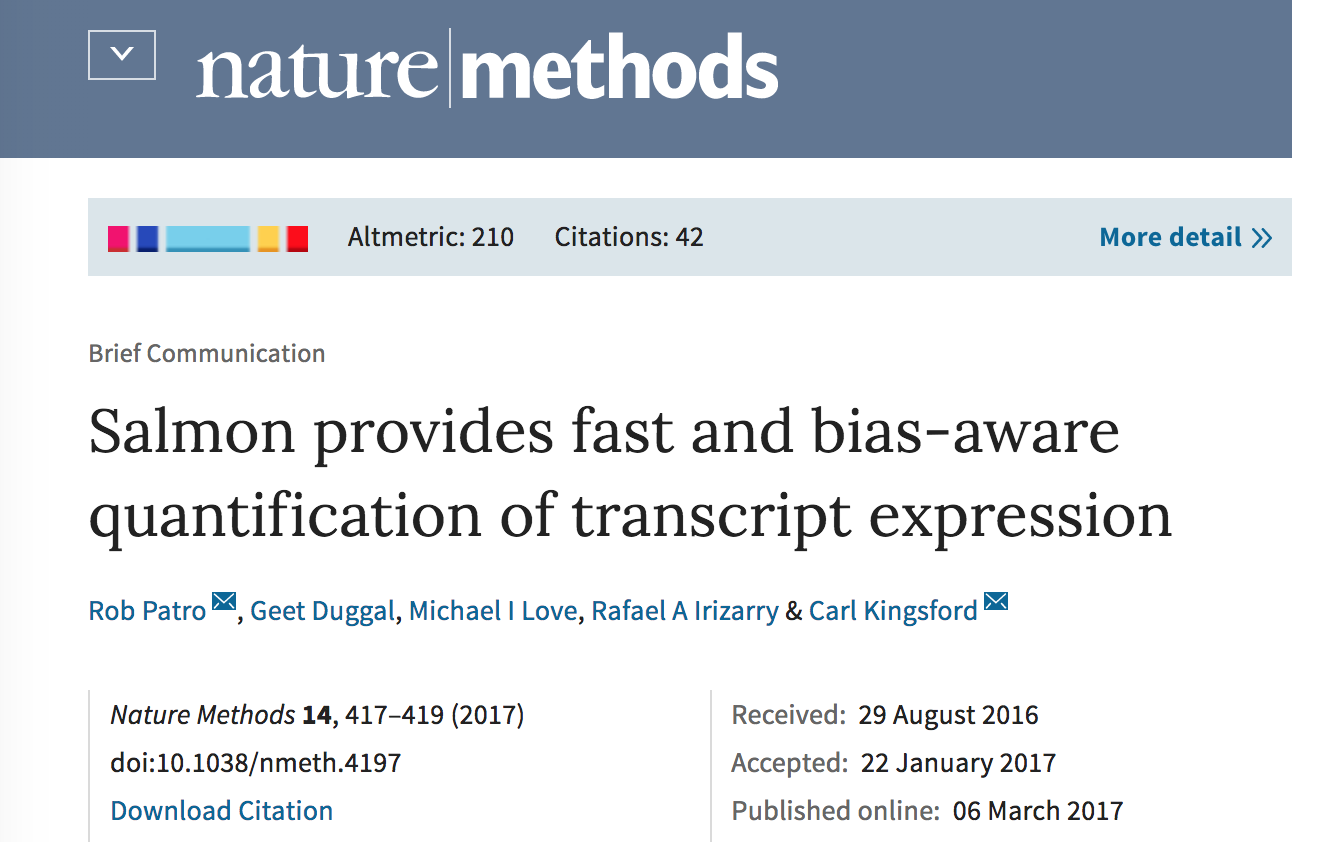 nature methods
Altmetric: 210 Citations: 42 More detail
Brief Communication
Salmon provides fast and bias-aware
quantification of transcript expression
Rob Patro, Geet Duggal, Michael I Love, Rafael A Irizarry & Carl Kingsford
Nature Methods 14, 417–419 (2017)
doi:10.1038/nmeth.4197
Download Citation
Received: 29 August 2016
Accepted: 22 January 2017
Published online: 06 March 2017